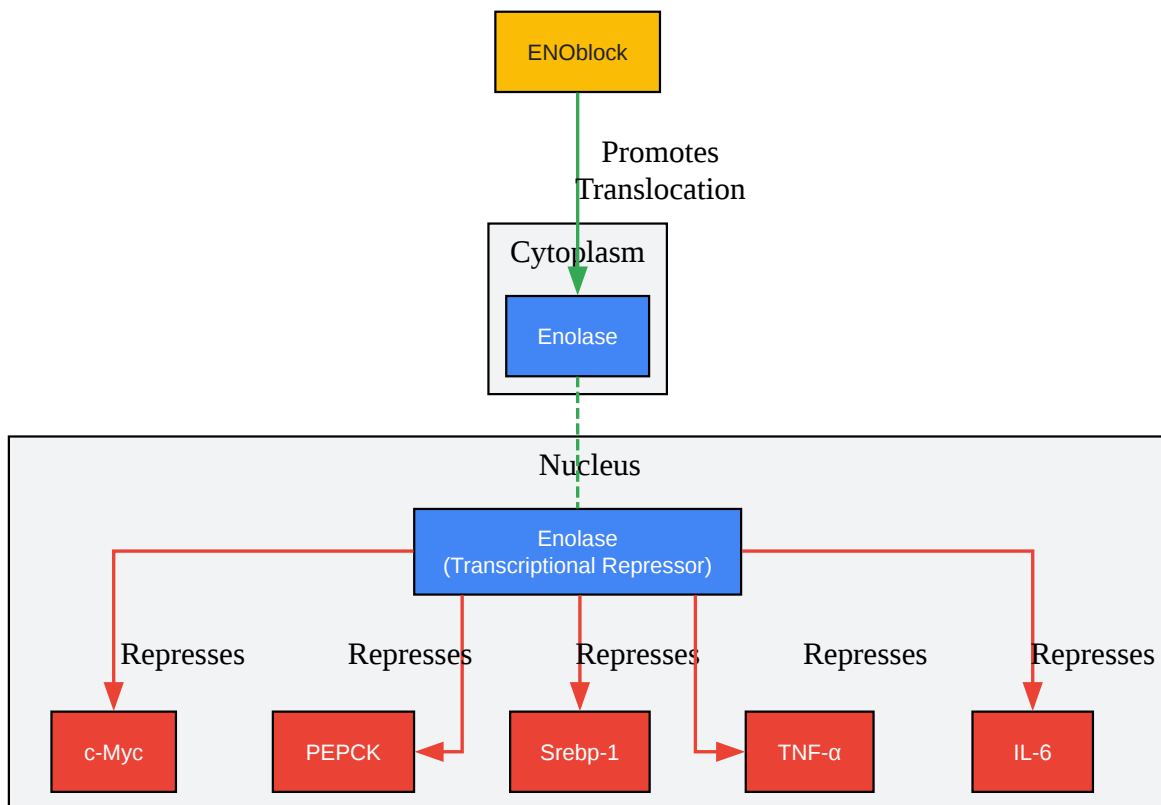 ENOblock
Promotes
Translocation
Cytoplasm
Enolase
Nucleus
Enolase
(Transcriptional Repressor)
Represses
Represses
Represses
Represses
Represses
c-Myc
PEPCK
Srebp-1
TNF-α
IL-6